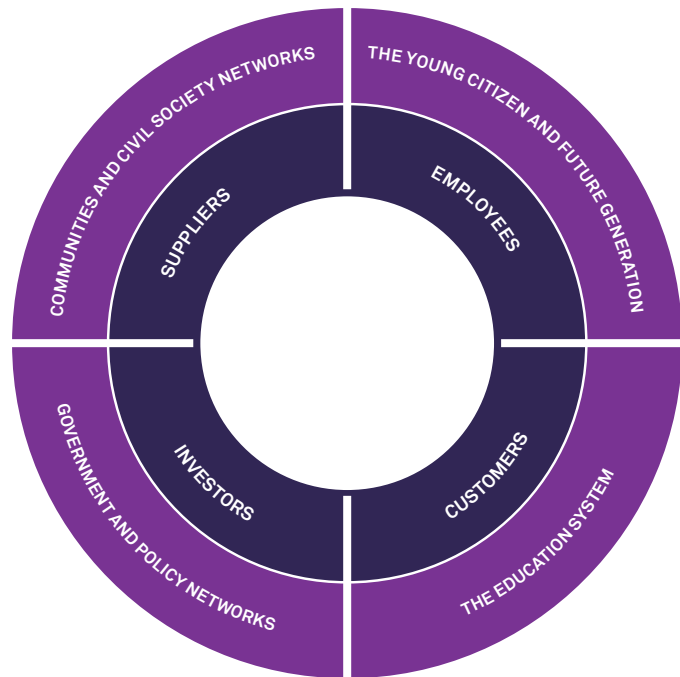 COMMUNITIES AND CIVIL SOCIETY NETWORKS
THE YOUNG CITIZEN AND FUTURE GENERATION
SUPPLIERS
EMPLOYEES
INVESTORS
CUSTOMERS
GOVERNMENT AND POLICY NETWORKS
THE EDUCATION SYSTEM